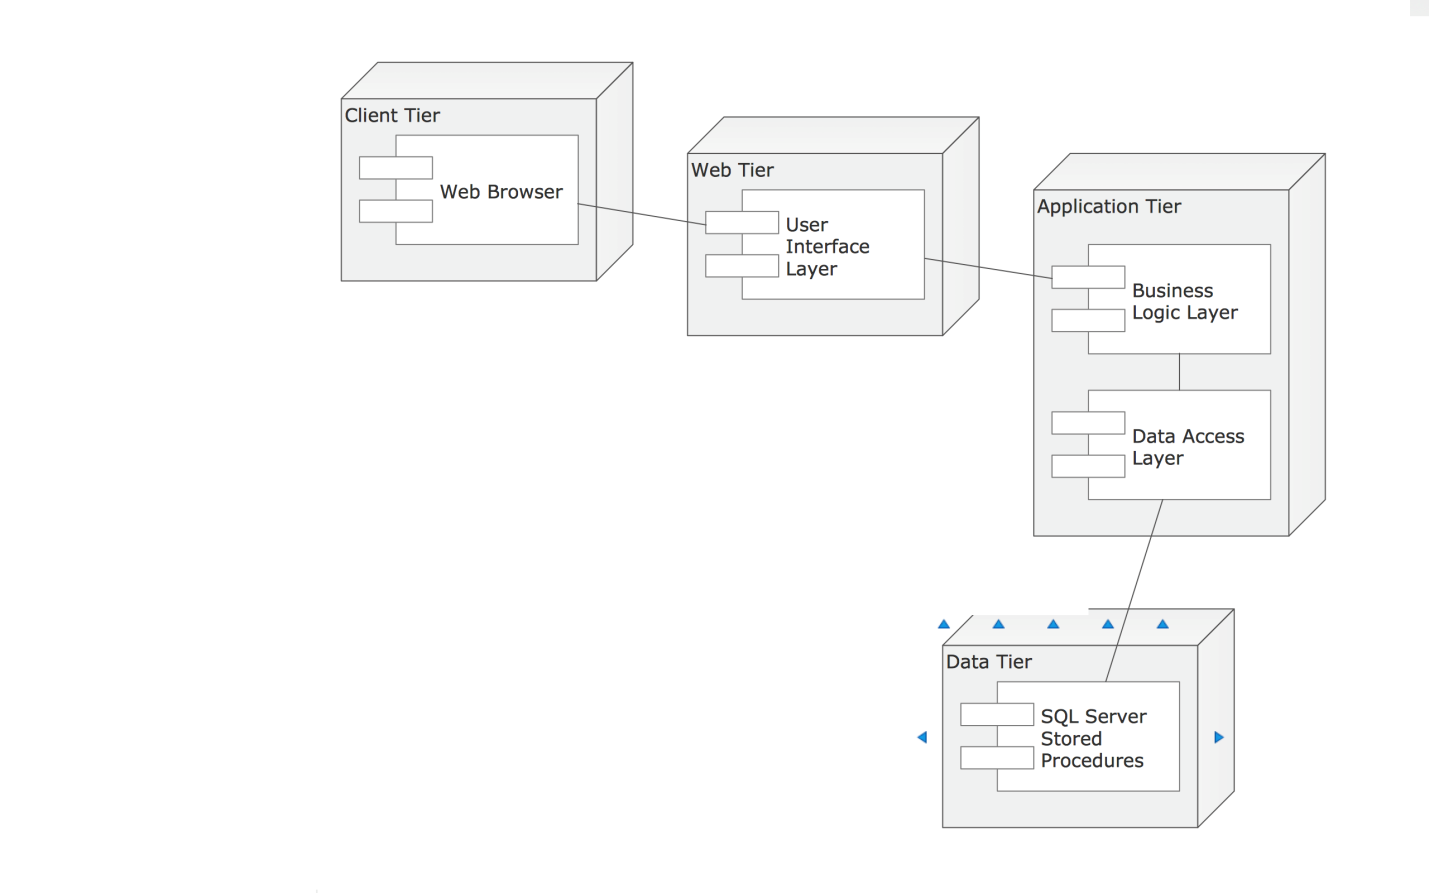 Client Tier
Web Browser
Web Tier
User
Interface
Layer
Application Tier
Business
Logic Layer
Data Access
Layer
Data Tier
SQL Server
Stored
Procedures